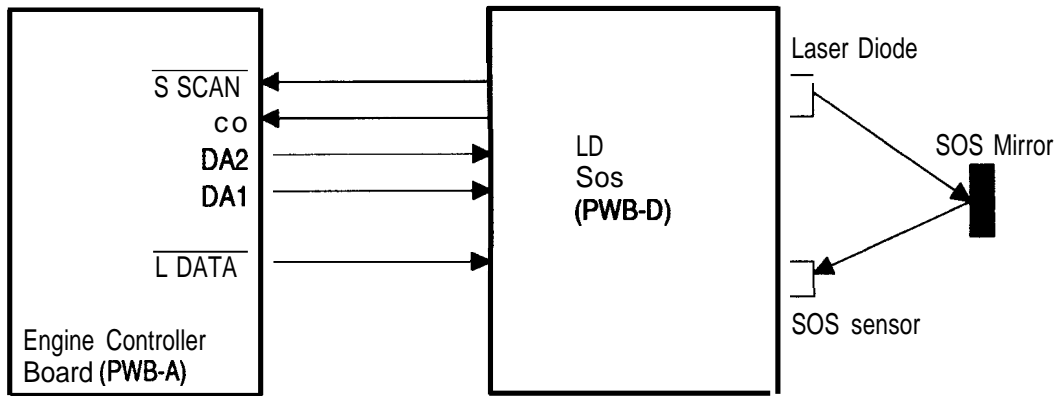 S SCAN
co
DA2
DA1
L DATA
Engine Controller
Board (PWB-A)
LD
Sos
(PWB-D)
Laser Diode
SOS Mirror
SOS sensor